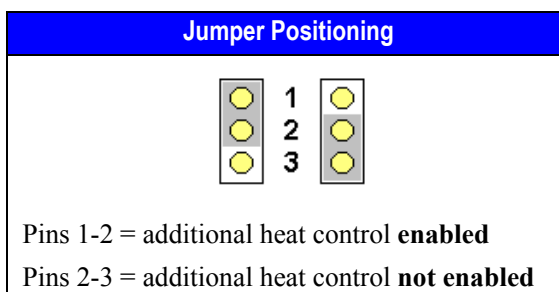 Jumper Positioning
1
2
3
Pins 1-2 = additional heat control enabled
Pins 2-3 = additional heat control not enabled